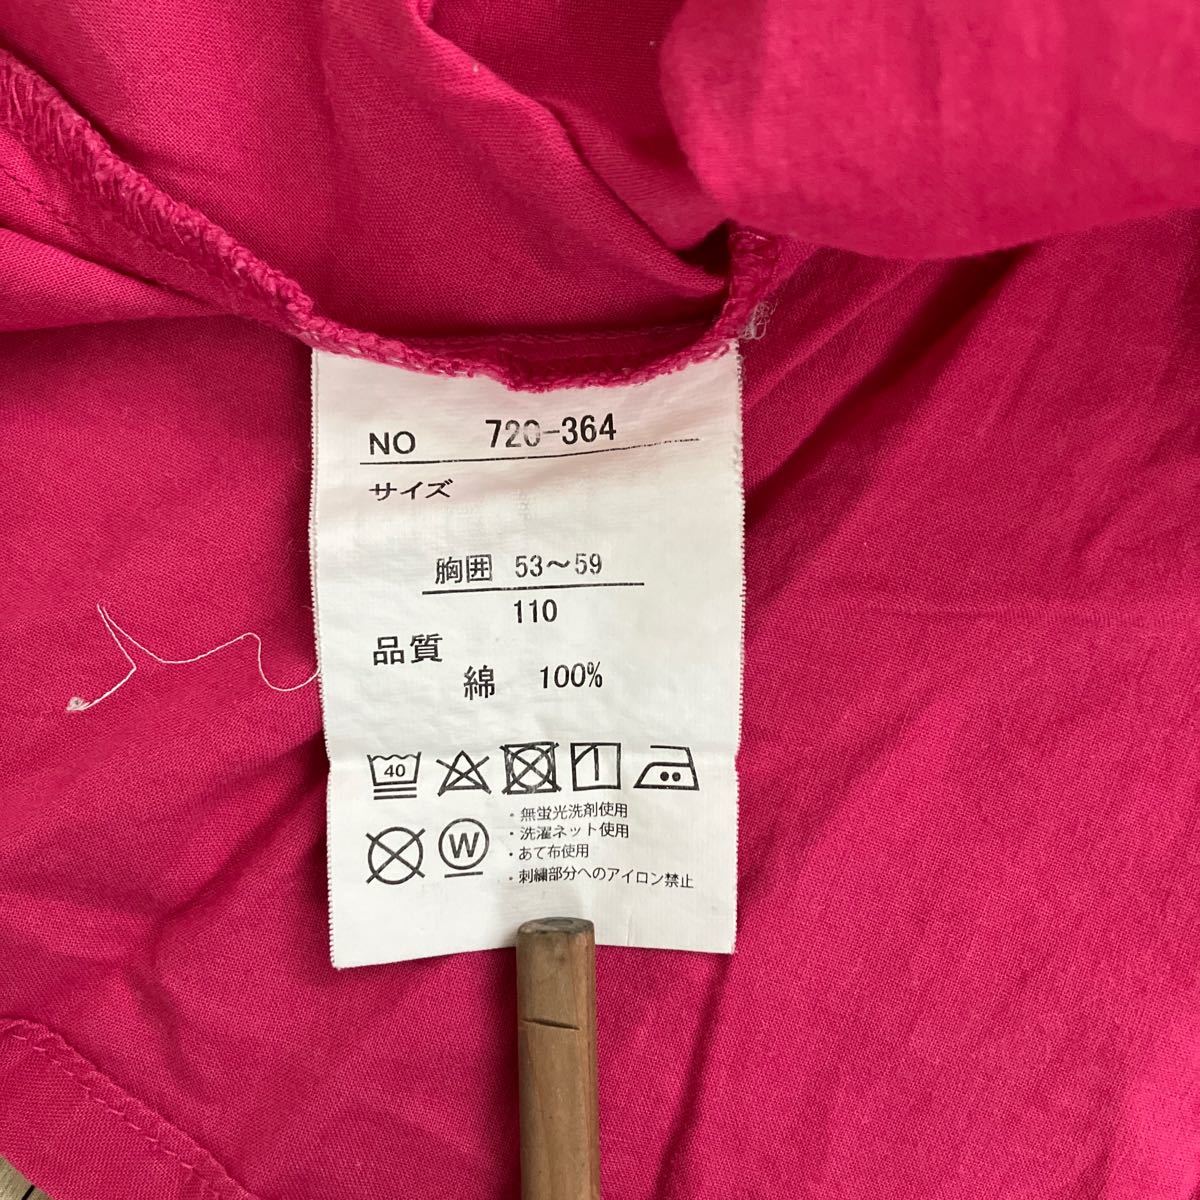 NO 720-364
サイズ
胸囲 53～59
110
品質
綿 100%
40
W
・無蛍光洗剤使用
・洗濯ネット使用
・あて布使用
・刺繍部分へのアイロン禁止